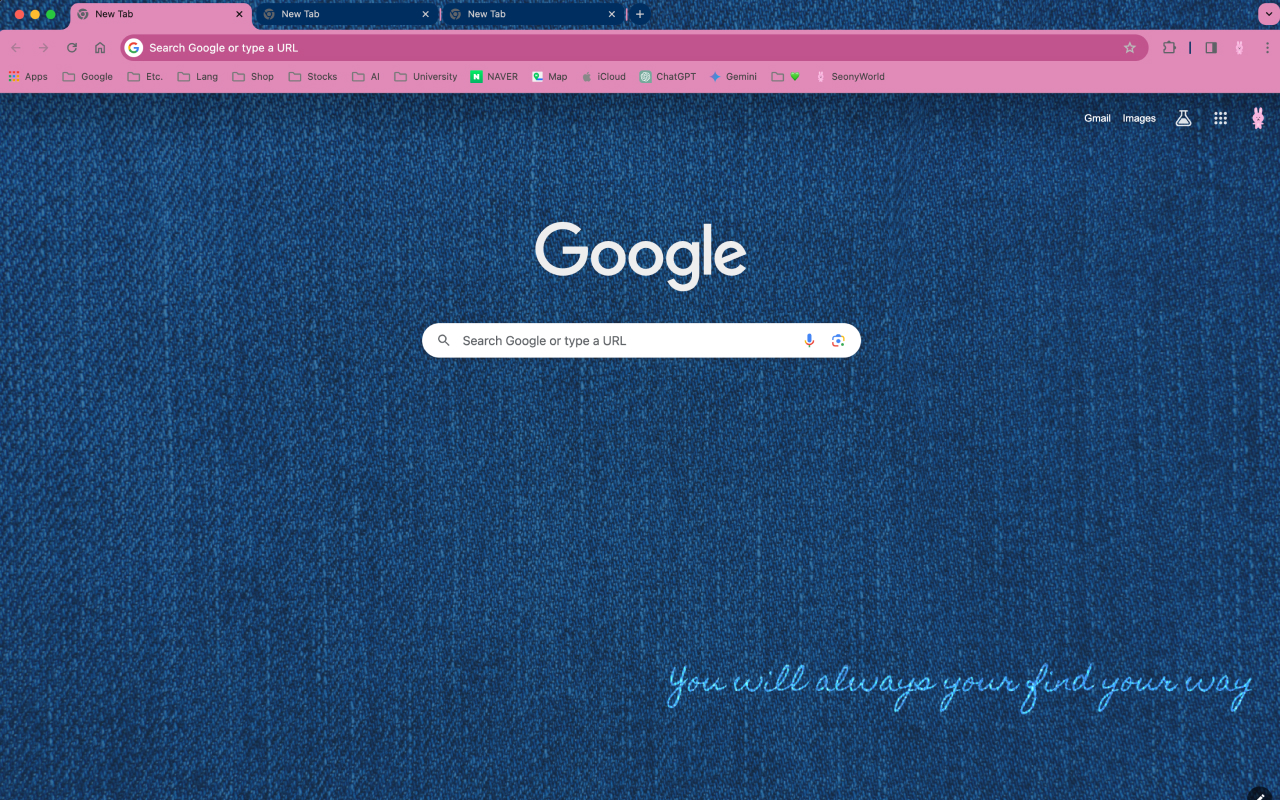 New Tab New Tab New Tab
Search Google or type a URL
Apps Google Etc. Lang Shop Stocks AI University NAVER Map iCloud ChatGPT Gemini SeonyWorld
Gmail Images
Google
Search Google or type a URL
You will always your find your way